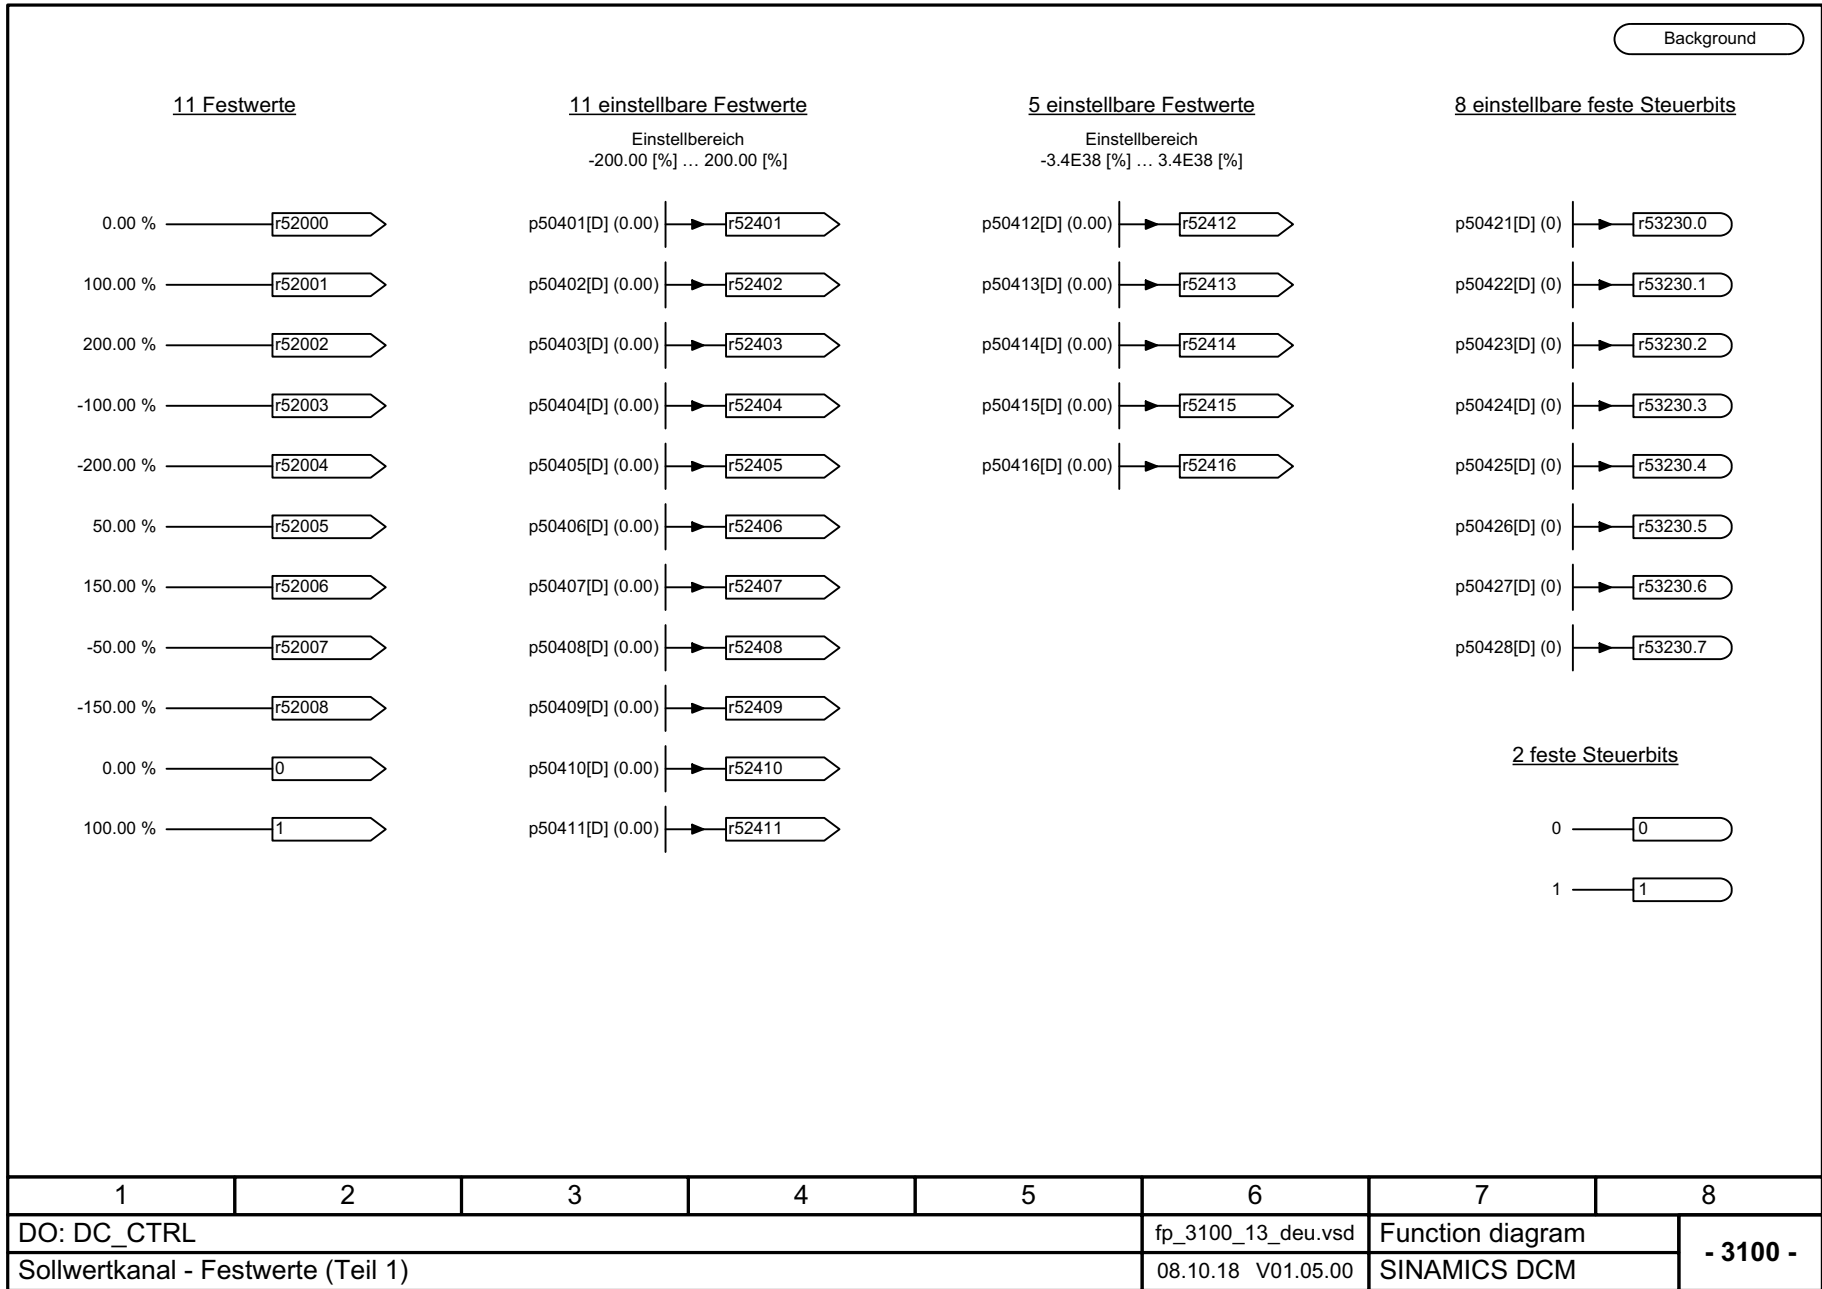 Background
11 Festwerte
0.00 % r52000
100.00 % r52001
200.00 % r52002
-100.00 % r52003
-200.00 % r52004
50.00 % r52005
150.00 % r52006
-50.00 % r52007
-150.00 % r52008
0.00 % 0
100.00 % 1
11 einstellbare Festwerte
Einstellbereich
-200.00 [%] … 200.00 [%]
p50401[D] (0.00) r52401
p50402[D] (0.00) r52402
p50403[D] (0.00) r52403
p50404[D] (0.00) r52404
p50405[D] (0.00) r52405
p50406[D] (0.00) r52406
p50407[D] (0.00) r52407
p50408[D] (0.00) r52408
p50409[D] (0.00) r52409
p50410[D] (0.00) r52410
p50411[D] (0.00) r52411
5 einstellbare Festwerte
Einstellbereich
-3.4E38 [%] … 3.4E38 [%]
p50412[D] (0.00) r52412
p50413[D] (0.00) r52413
p50414[D] (0.00) r52414
p50415[D] (0.00) r52415
p50416[D] (0.00) r52416
8 einstellbare feste Steuerbits
p50421[D] (0) r53230.0
p50422[D] (0) r53230.1
p50423[D] (0) r53230.2
p50424[D] (0) r53230.3
p50425[D] (0) r53230.4
p50426[D] (0) r53230.5
p50427[D] (0) r53230.6
p50428[D] (0) r53230.7
2 feste Steuerbits
0 0
1 1
1 2 3 4 5 6 7 8
DO: DC_CTRL fp_3100_13_deu.vsd Function diagram
- 3100 -
Sollwertkanal - Festwerte (Teil 1) 08.10.18 V01.05.00 SINAMICS DCM